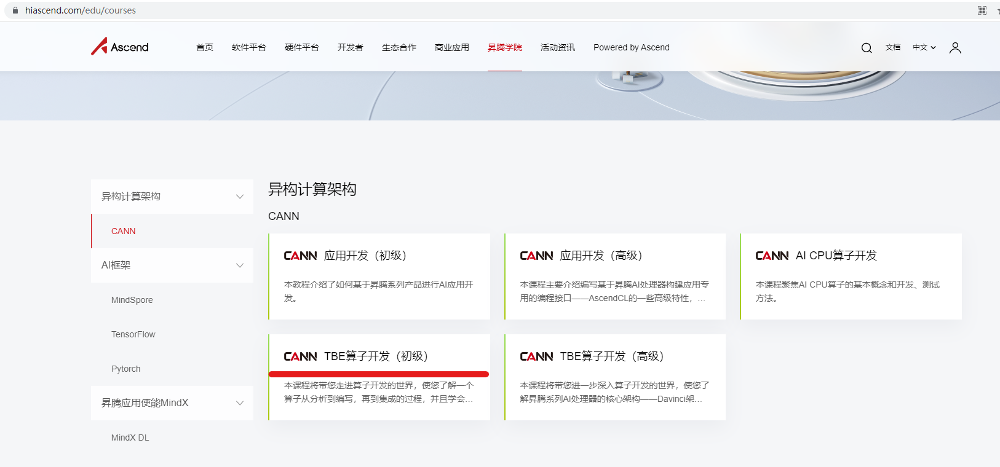 hiascend.com/edu/courses
Ascend
首页 软件平台 硬件平台 开发者 生态合作 商业应用 昇腾学院 活动资讯 Powered by Ascend
文档 中文
异构计算架构
CANN
AI框架
MindSpore
TensorFlow
Pytorch
昇腾应用使能MindX
MindX DL
异构计算架构
CANN
CANN 应用开发（初级）
本教程介绍了如何基于昇腾系列产品进行AI应用开
发。
CANN 应用开发（高级）
本课程主要介绍编写基于昇腾AI处理器构建应用专
用的编程接口——AscendCL的一些高级特性，...
CANN AI CPU算子开发
本课程聚焦AI CPU算子的基本概念和开发、测试
方法。
CANN TBE算子开发（初级）
本课程将带您走进算子开发的世界，使您了解一个
算子从分析到编写，再到集成的过程，并且学会...
CANN TBE算子开发（高级）
本课程将带您进一步深入算子开发的世界，使您了
解昇腾系列AI处理器的核心架构——Davinci架...